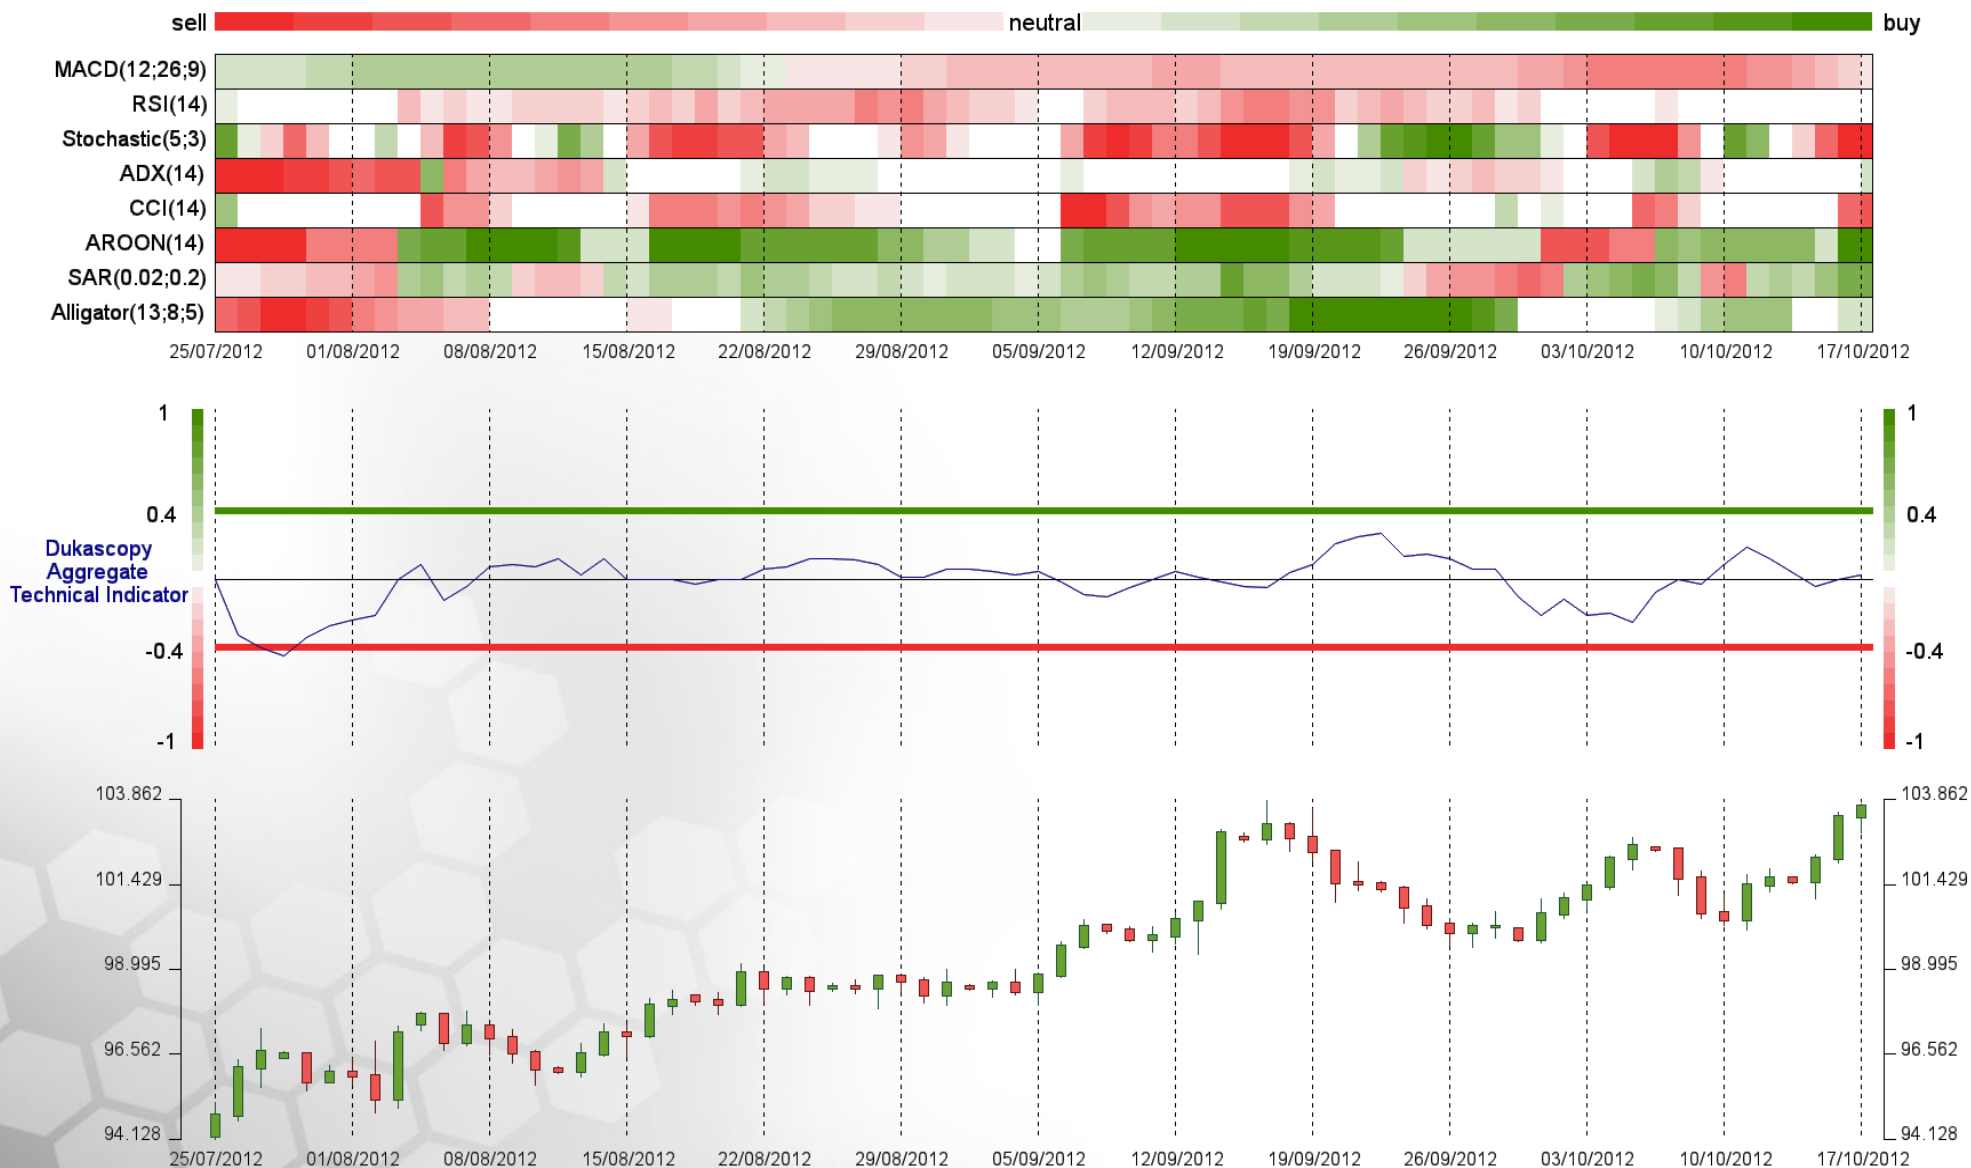 sell neutral buy
MACD(12;26;9)
RSI(14)
Stochastic(5;3)
ADX(14)
CCI(14)
AROON(14)
SAR(0.02;0.2)
Alligator(13;8;5)
25/07/2012 01/08/2012 08/08/2012 15/08/2012 22/08/2012 29/08/2012 05/09/2012 12/09/2012 19/09/2012 26/09/2012 03/10/2012 10/10/2012 17/10/2012
1 1
0.4 0.4
Dukascopy
Aggregate
Technical Indicator
-0.4 -0.4
-1 -1
103.862 103.862
101.429 101.429
98.995 98.995
96.562 96.562
94.128 94.128
25/07/2012 01/08/2012 08/08/2012 15/08/2012 22/08/2012 29/08/2012 05/09/2012 12/09/2012 19/09/2012 26/09/2012 03/10/2012 10/10/2012 17/10/2012